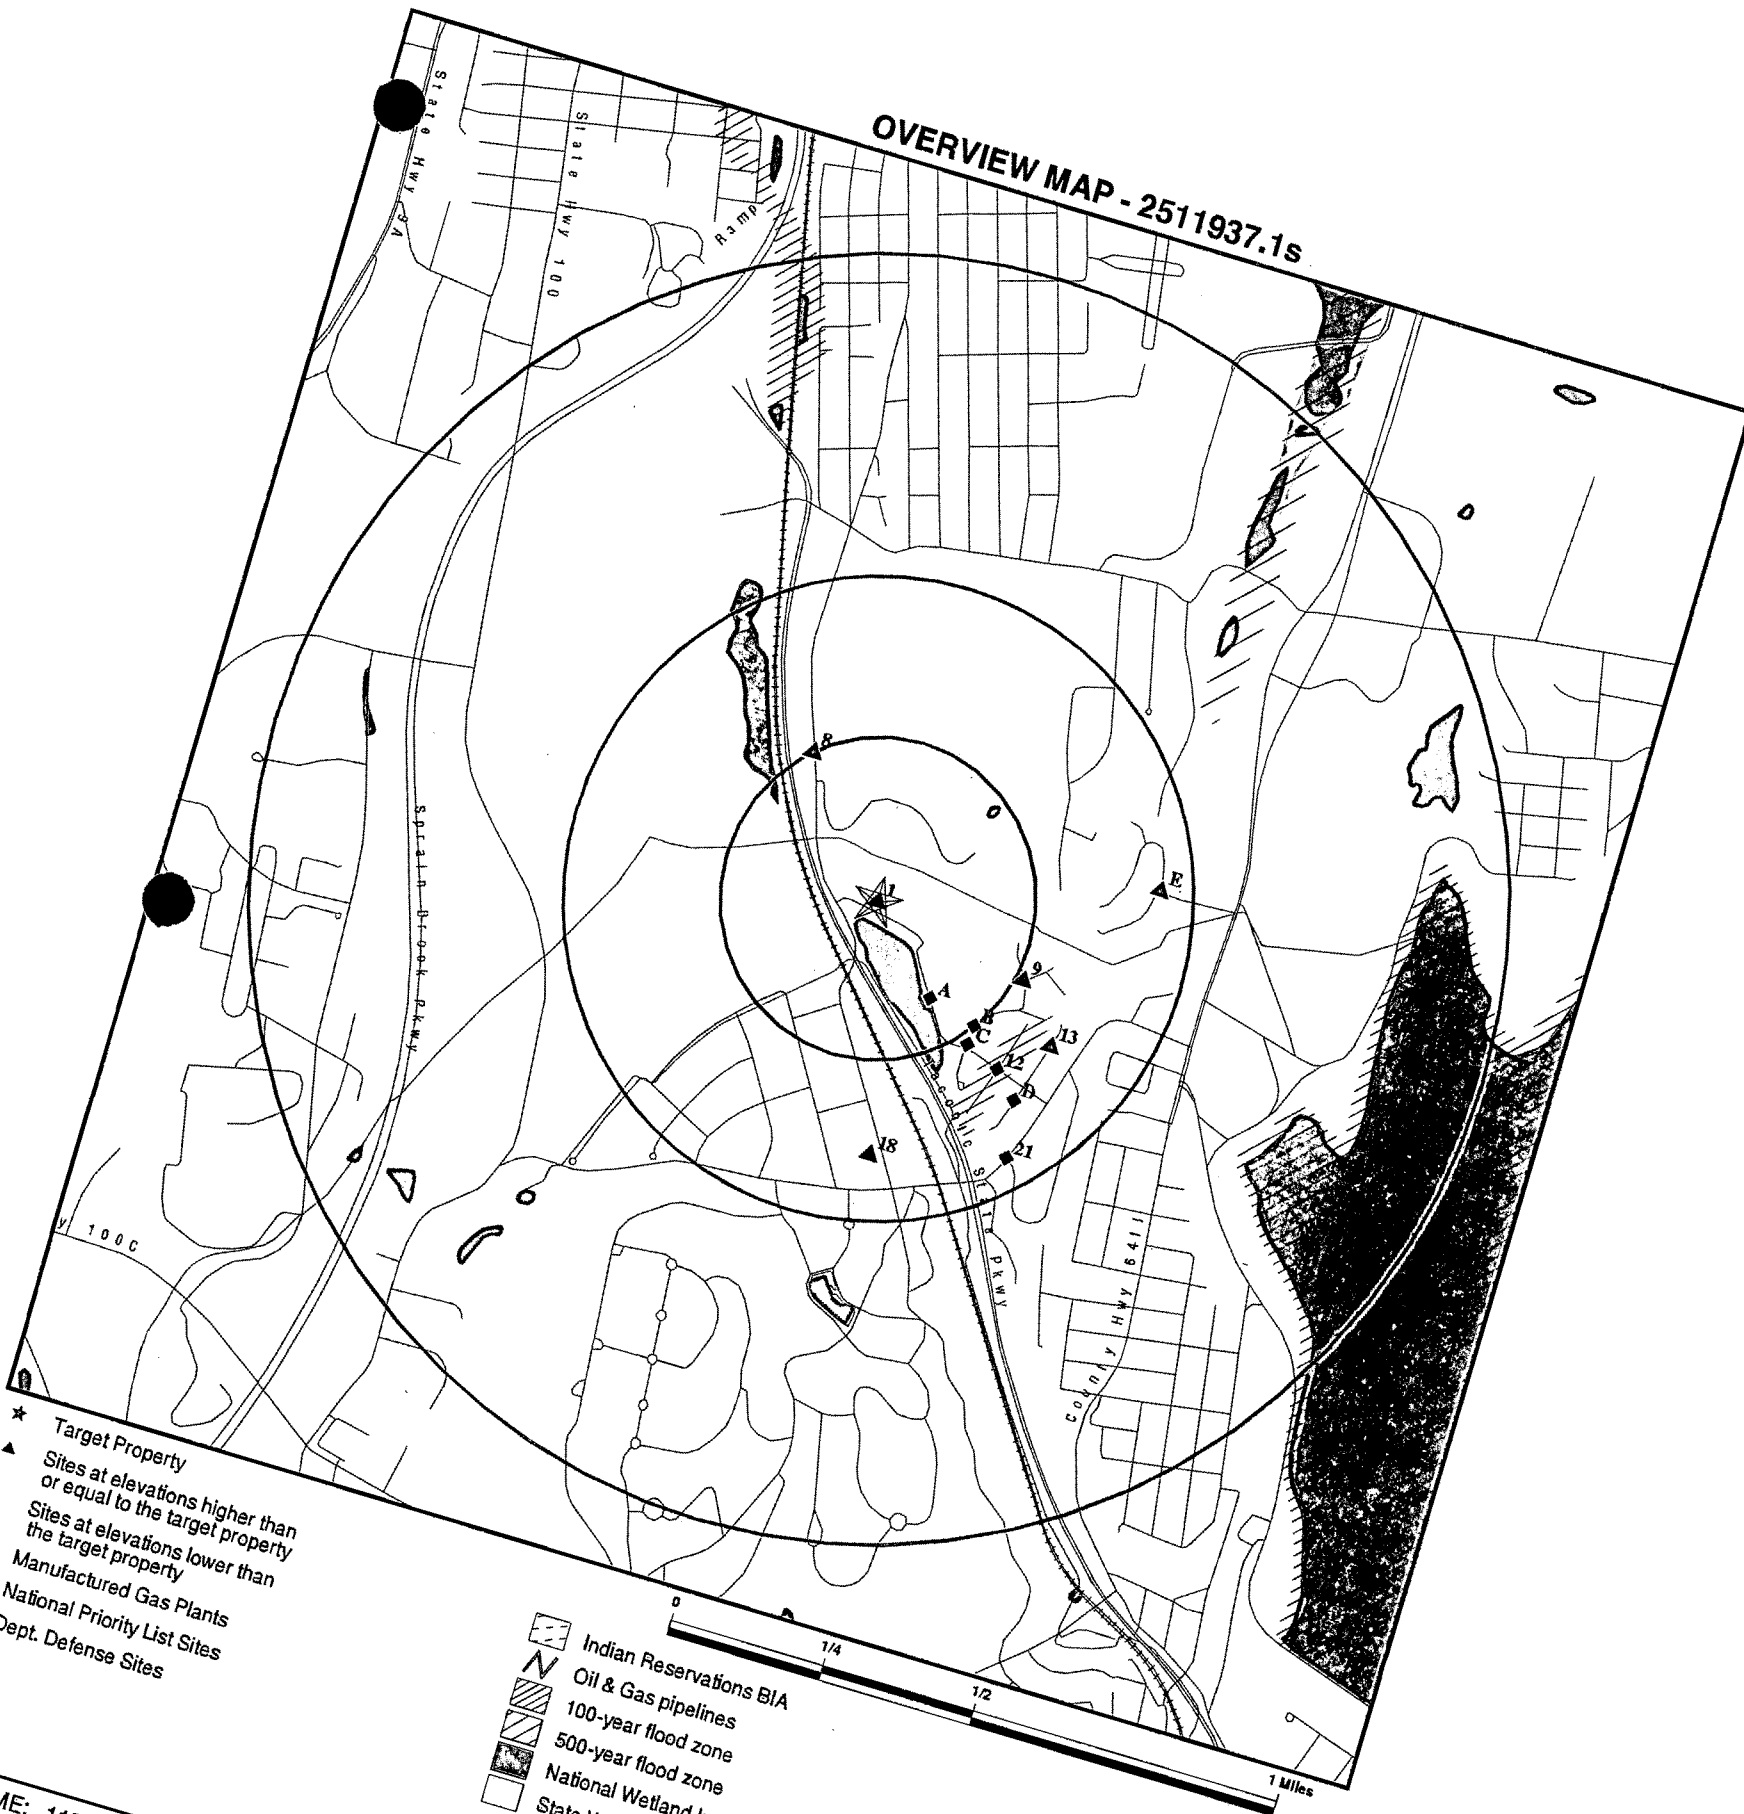 OVERVIEW MAP - 2511937.1s
State Hwy 9A
State Hwy 100
Ramp
8
1
E
9
A
B
C
13
12
D
18
21
Sprain Brook Pkwy
State Pkwy
County Hwy 6411
y 100C
Target Property
Sites at elevations higher than
or equal to the target property
Sites at elevations lower than
the target property
Manufactured Gas Plants
National Priority List Sites
Dept. Defense Sites
Indian Reservations BIA
Oil & Gas pipelines
100-year flood zone
500-year flood zone
National Wetland
State
0
1/4
1/2
1 Miles